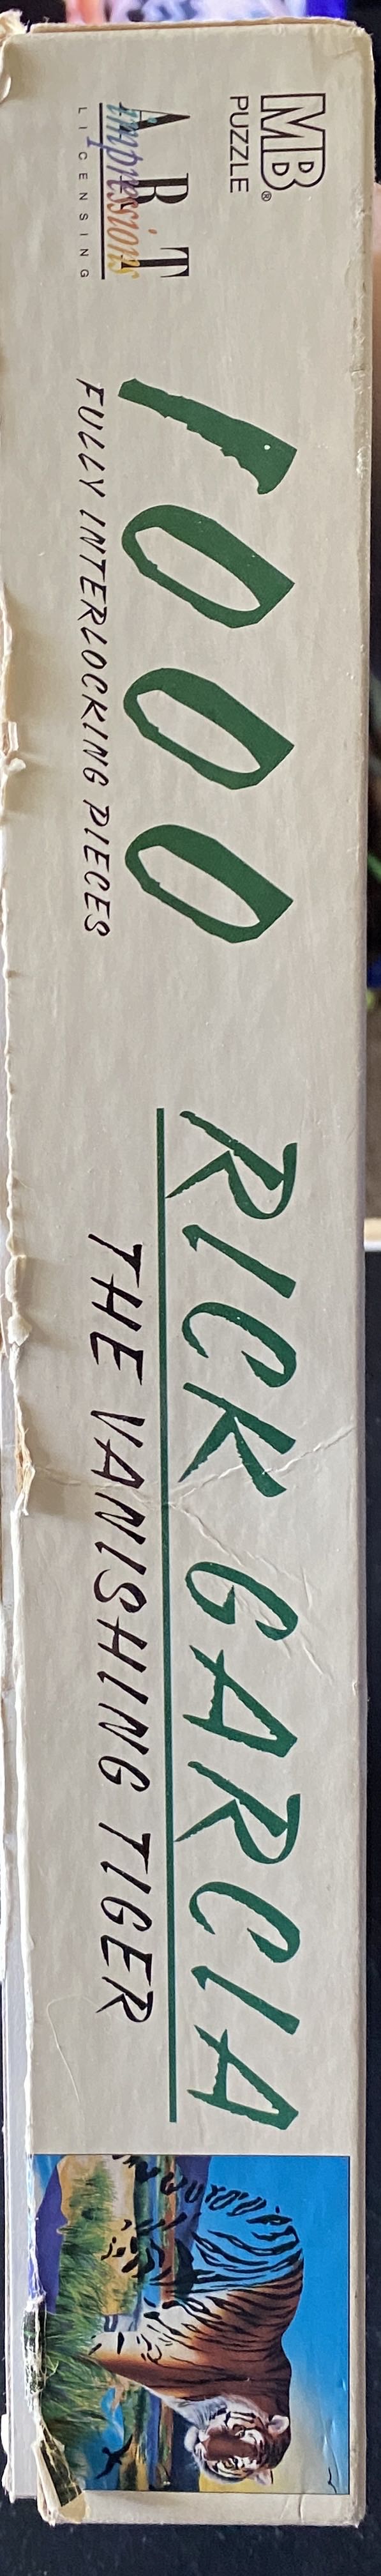 MB®
PUZZLE
ART
impressions
LICENSING
1000
FULLY INTERLOCKING PIECES
RICK GARCIA
THE VANISHING TIGER